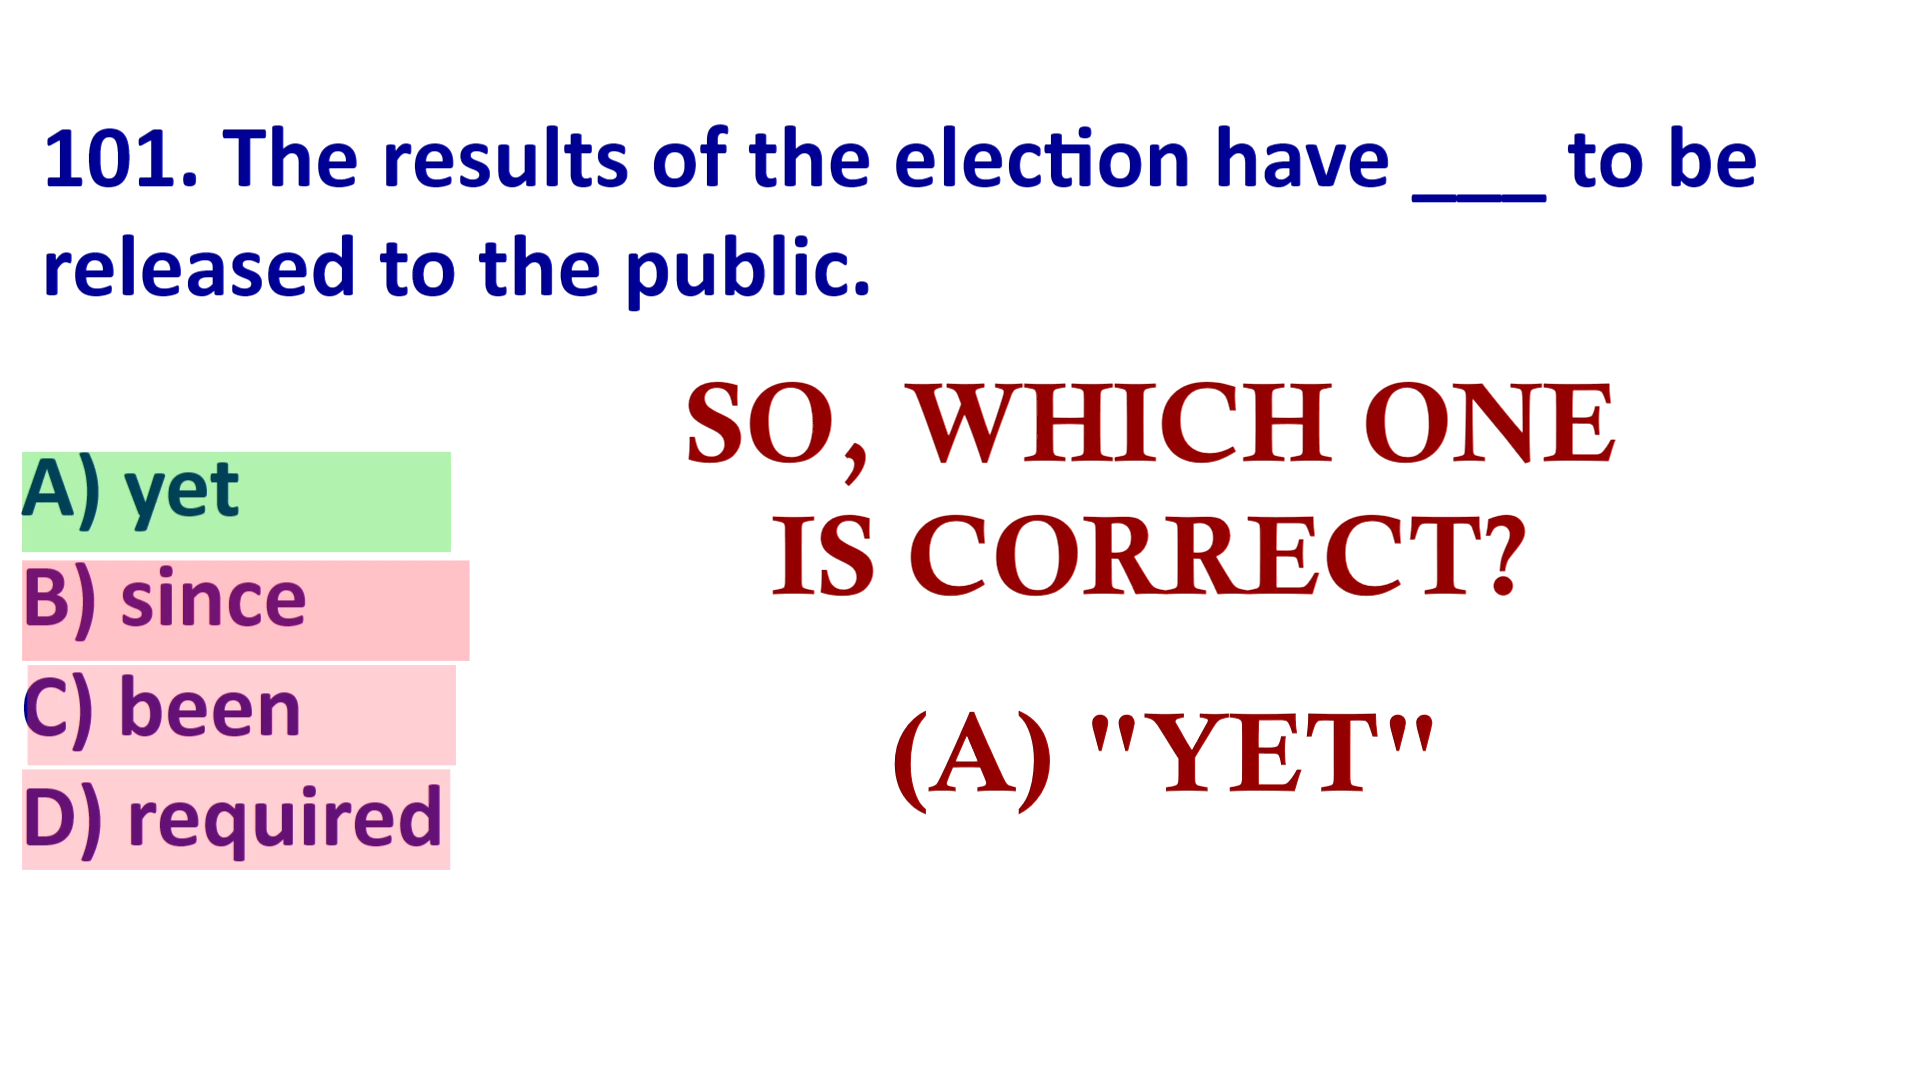 101. The results of the election have ___ to be
released to the public.
A) yet
B) since
C) been
D) required
SO, WHICH ONE
IS CORRECT?
(A) "YET"